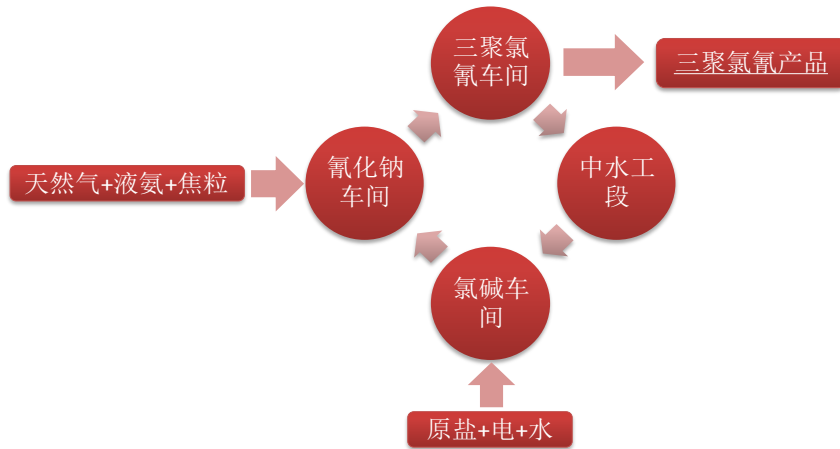 三聚氯
氰车间
三聚氯氰产品
天然气+液氨+焦粒
氰化钠
车间
中水工
段
氯碱车
间
原盐+电+水